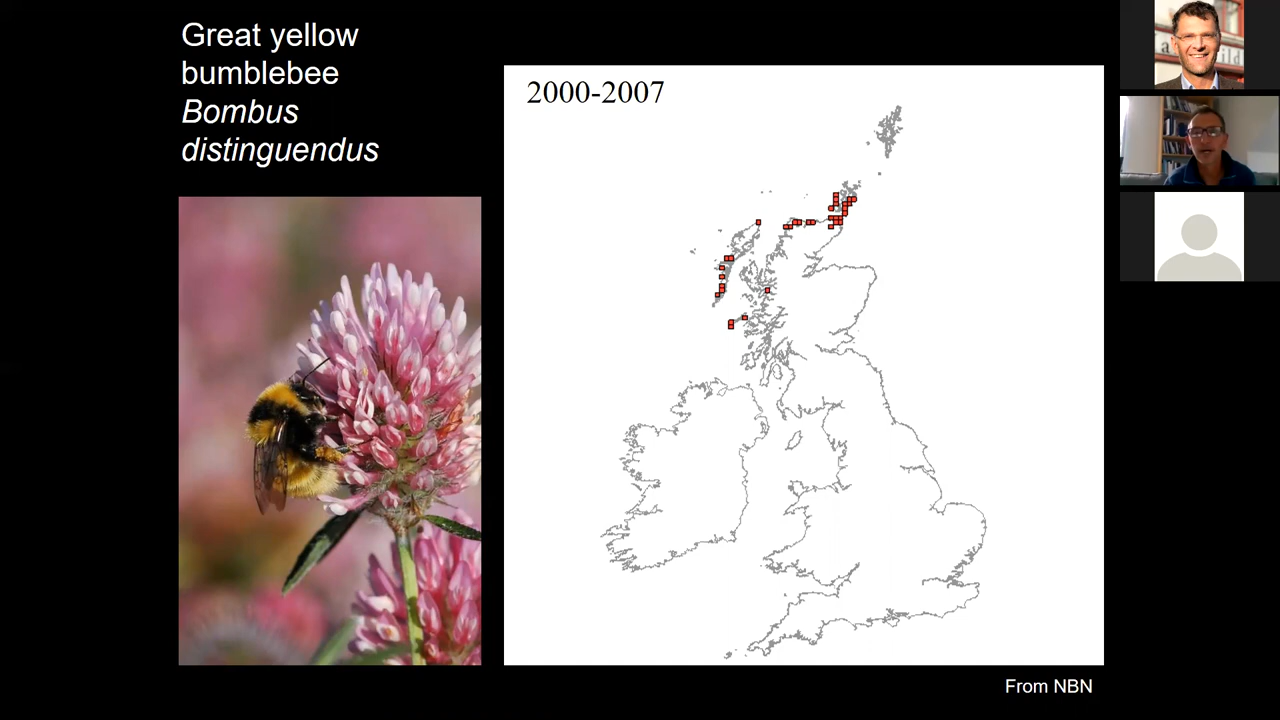 Great yellow
bumblebee
Bombus
distinguendus
2000-2007
From NBN